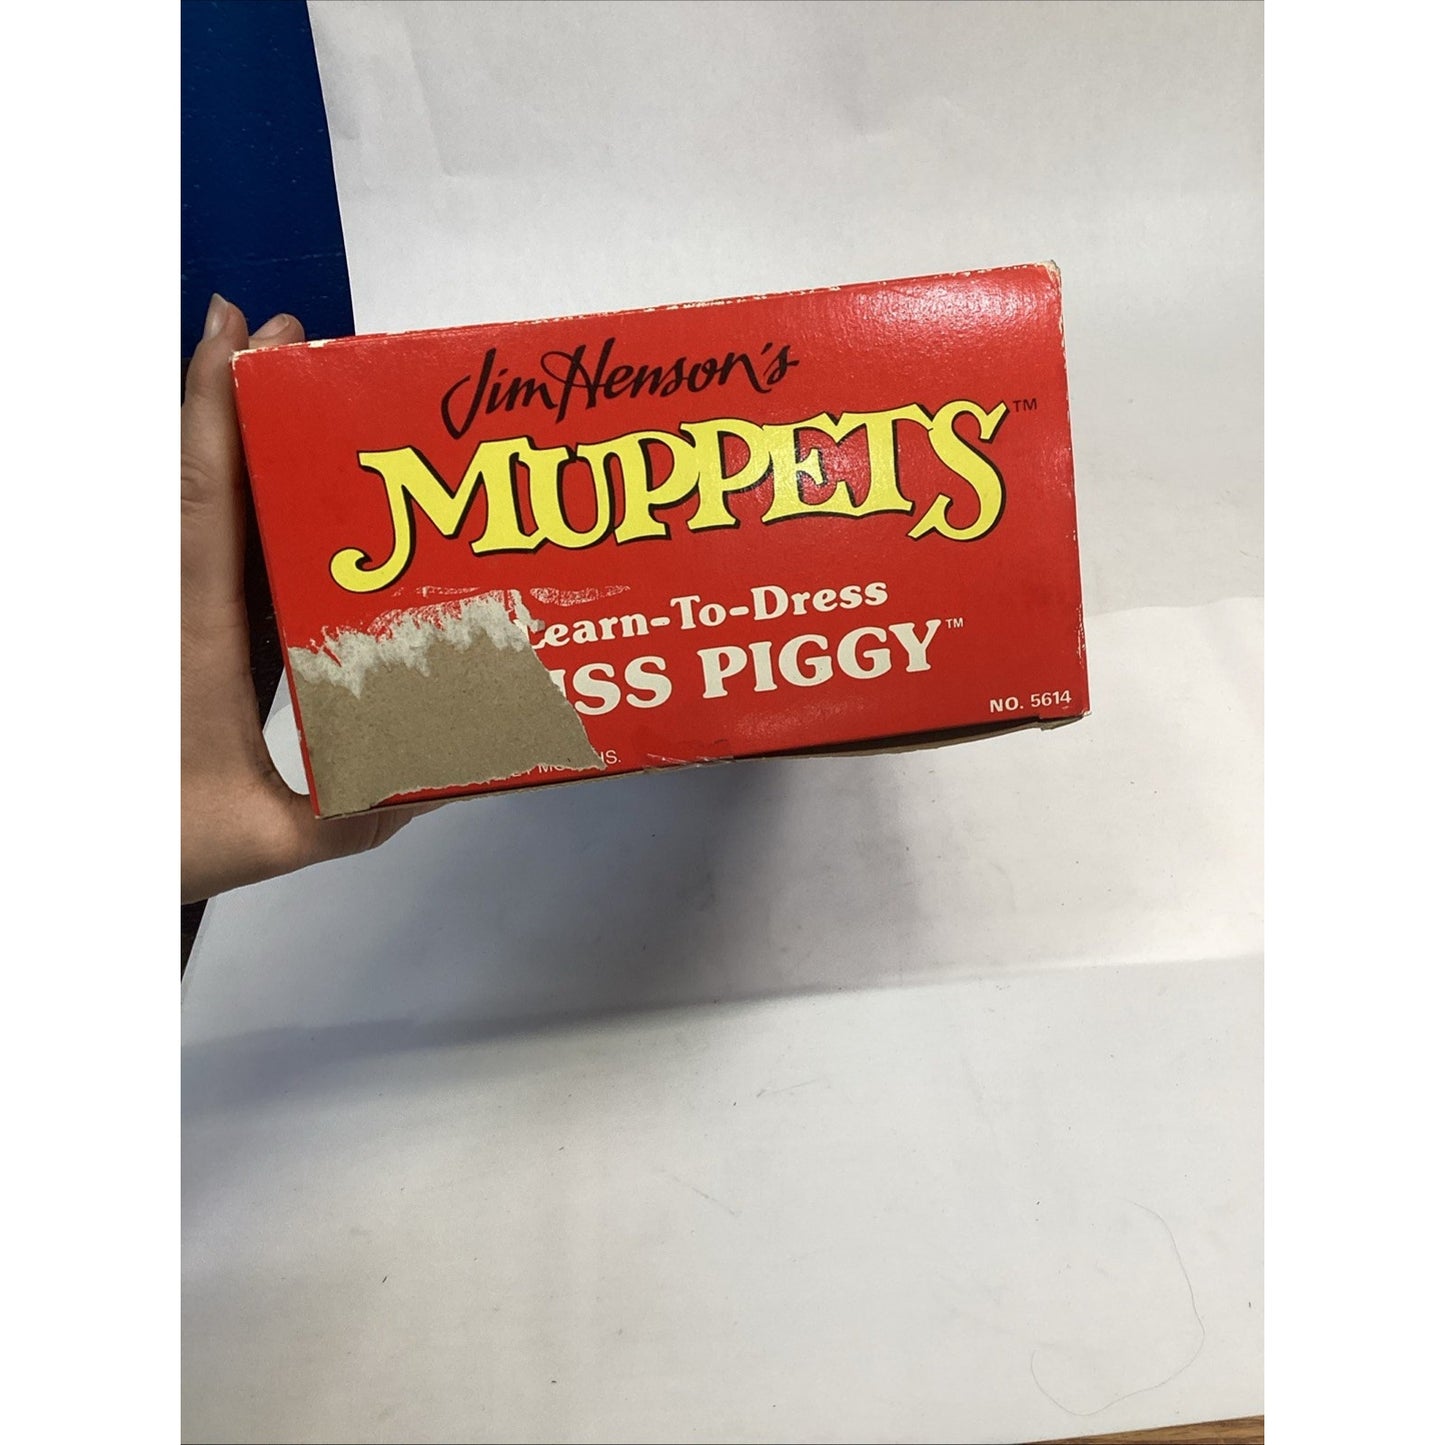 Jim Henson's
MUPPETS™
Learn-To-Dress
ISS PIGGY™
NO. 5614